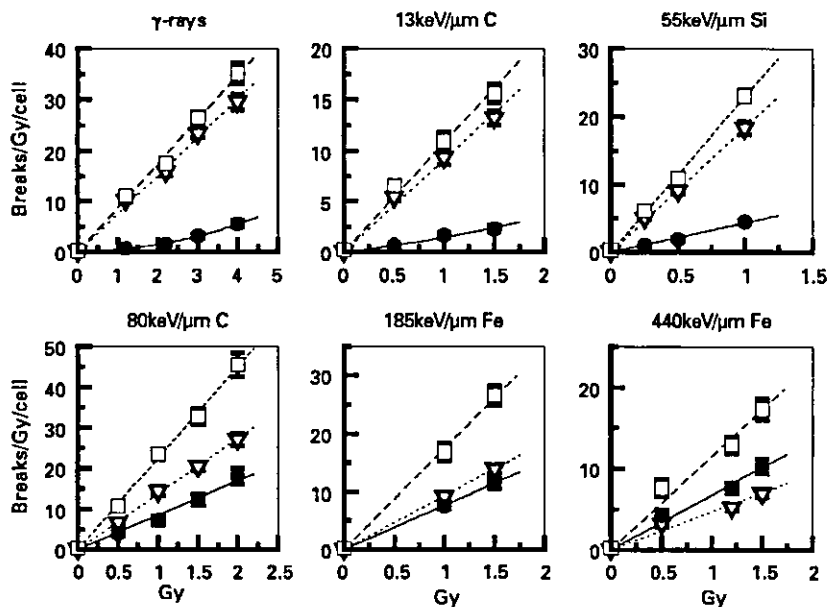 γ-rays
13keV/μm C
55keV/μm Si
Breaks/Gy/cell
40
30
20
10
0
0 1 2 3 4 5
20
15
10
5
0
0 0.5 1 1.5 2
30
20
10
0
0 0.5 1 1.5
80keV/μm C
185keV/μm Fe
440keV/μm Fe
Breaks/Gy/cell
50
40
30
20
10
0
0 0.5 1 1.5 2 2.5
Gy
30
20
10
0
0 0.5 1 1.5 2
Gy
20
10
0
0 0.5 1 1.5 2
Gy